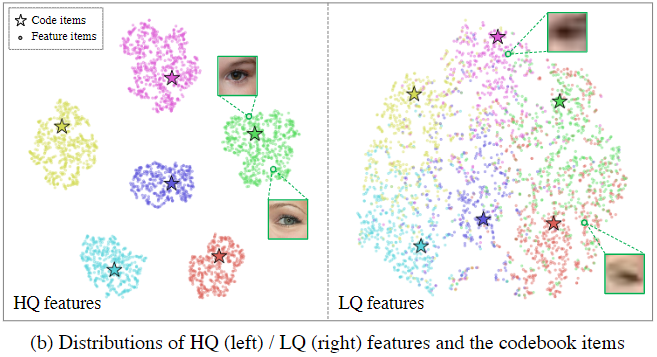 Code items
Feature items
HQ features
LQ features
(b) Distributions of HQ (left) / LQ (right) features and the codebook items